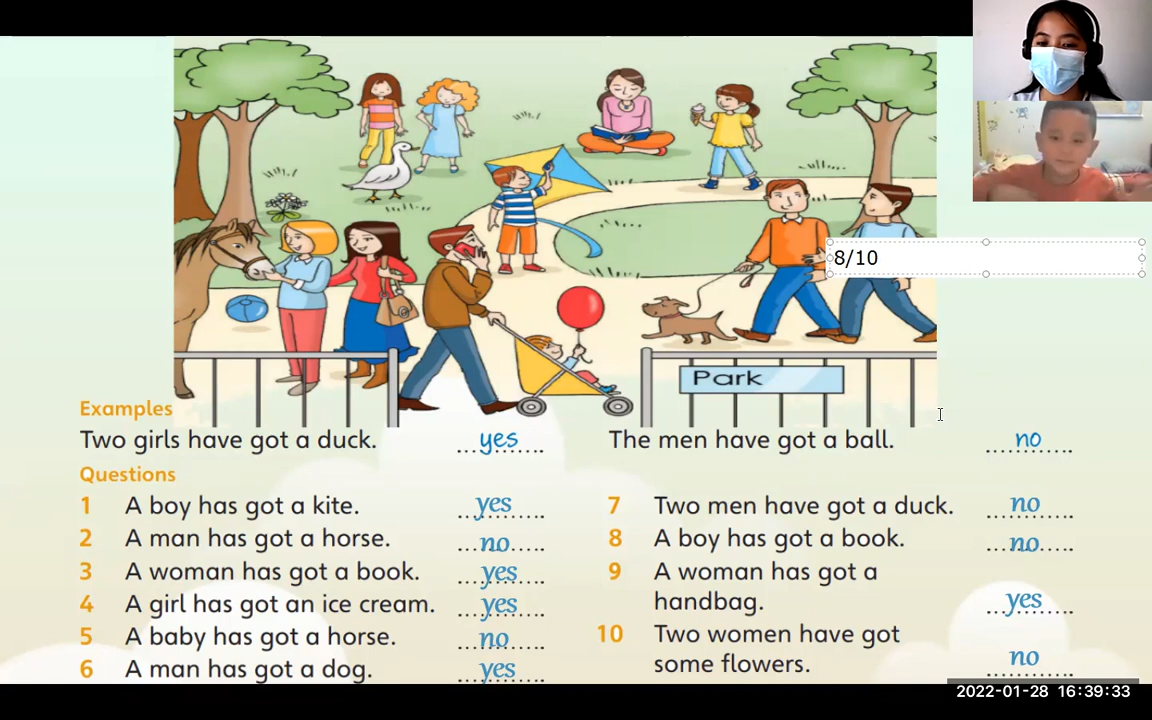 8/10
Park
Examples
Two girls have got a duck. yes
The men have got a ball. no
Questions
1 A boy has got a kite. yes
2 A man has got a horse. no
3 A woman has got a book. yes
4 A girl has got an ice cream. yes
5 A baby has got a horse. no
6 A man has got a dog. yes
7 Two men have got a duck. no
8 A boy has got a book. no
9 A woman has got a
handbag. yes
10 Two women have got
some flowers. no
2022-01-28 16:39:33